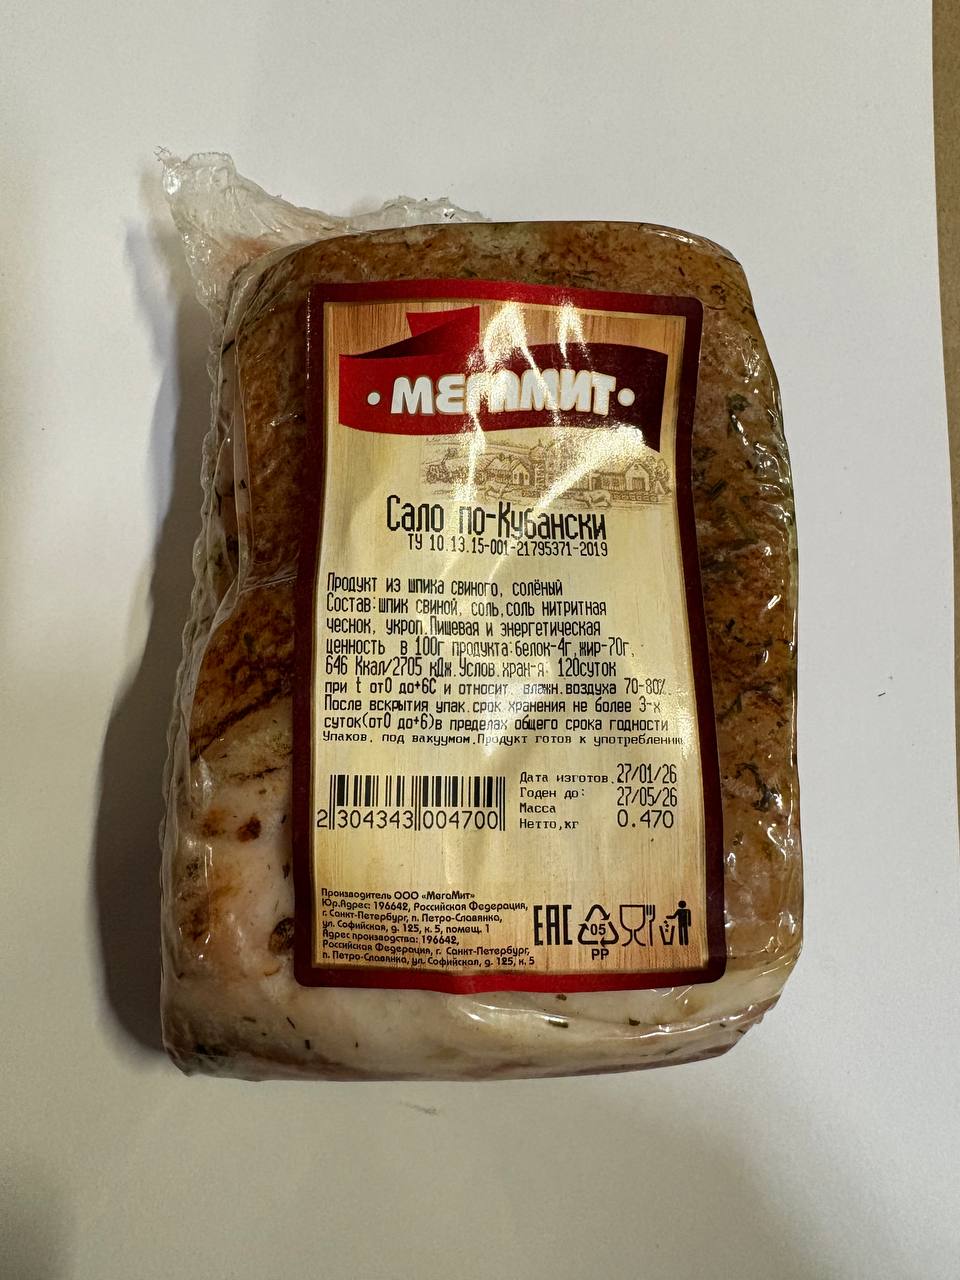 • МЕГАМИТ •
Сало по-Кубански
ТУ 10.13.15-001-21795371-2019
Продукт из шпика свиного, солёный
Состав:шпик свиной, соль,соль нитритная
чеснок, укроп.Пищевая и энергетическая
ценность в 100г продукта:белок-4г,жир-70г,
646 Ккал/2705 кДж.Услов.хран-я: 120суток
при t от0 до+6С и относит. влажн.воздуха 70-80%.
После вскрытия упак.срок хранения не более 3-х
суток(от0 до+6)в пределах общего срока годности
Упаков. под вакуумом.Продукт готов к употреблению
Дата изготов. 27/01/26
Годен до: 27/05/26
Масса
Нетто,кг 0.470
2 304343 004700
Производитель ООО «МегаМит»
Юр.Адрес: 196642, Российская Федерация,
г. Санкт-Петербург, п. Петро-Славянка,
ул. Софийская, д. 125, к. 5, помещ. 1
Адрес производства: 196642,
Российская Федерация, г. Санкт-Петербург,
п. Петро-Славянка, ул. Софийская, д. 125, к. 5
EAC
05
PP